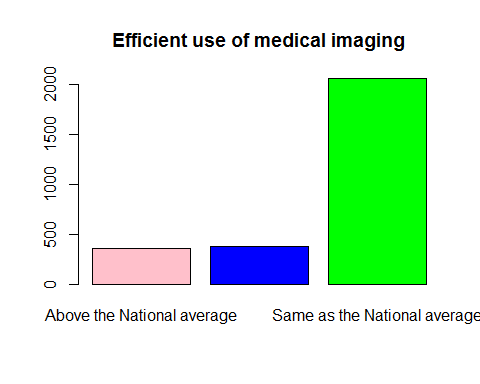 Efficient use of medical imaging
2000
1500
1000
500
0
Above the National average
Same as the National average